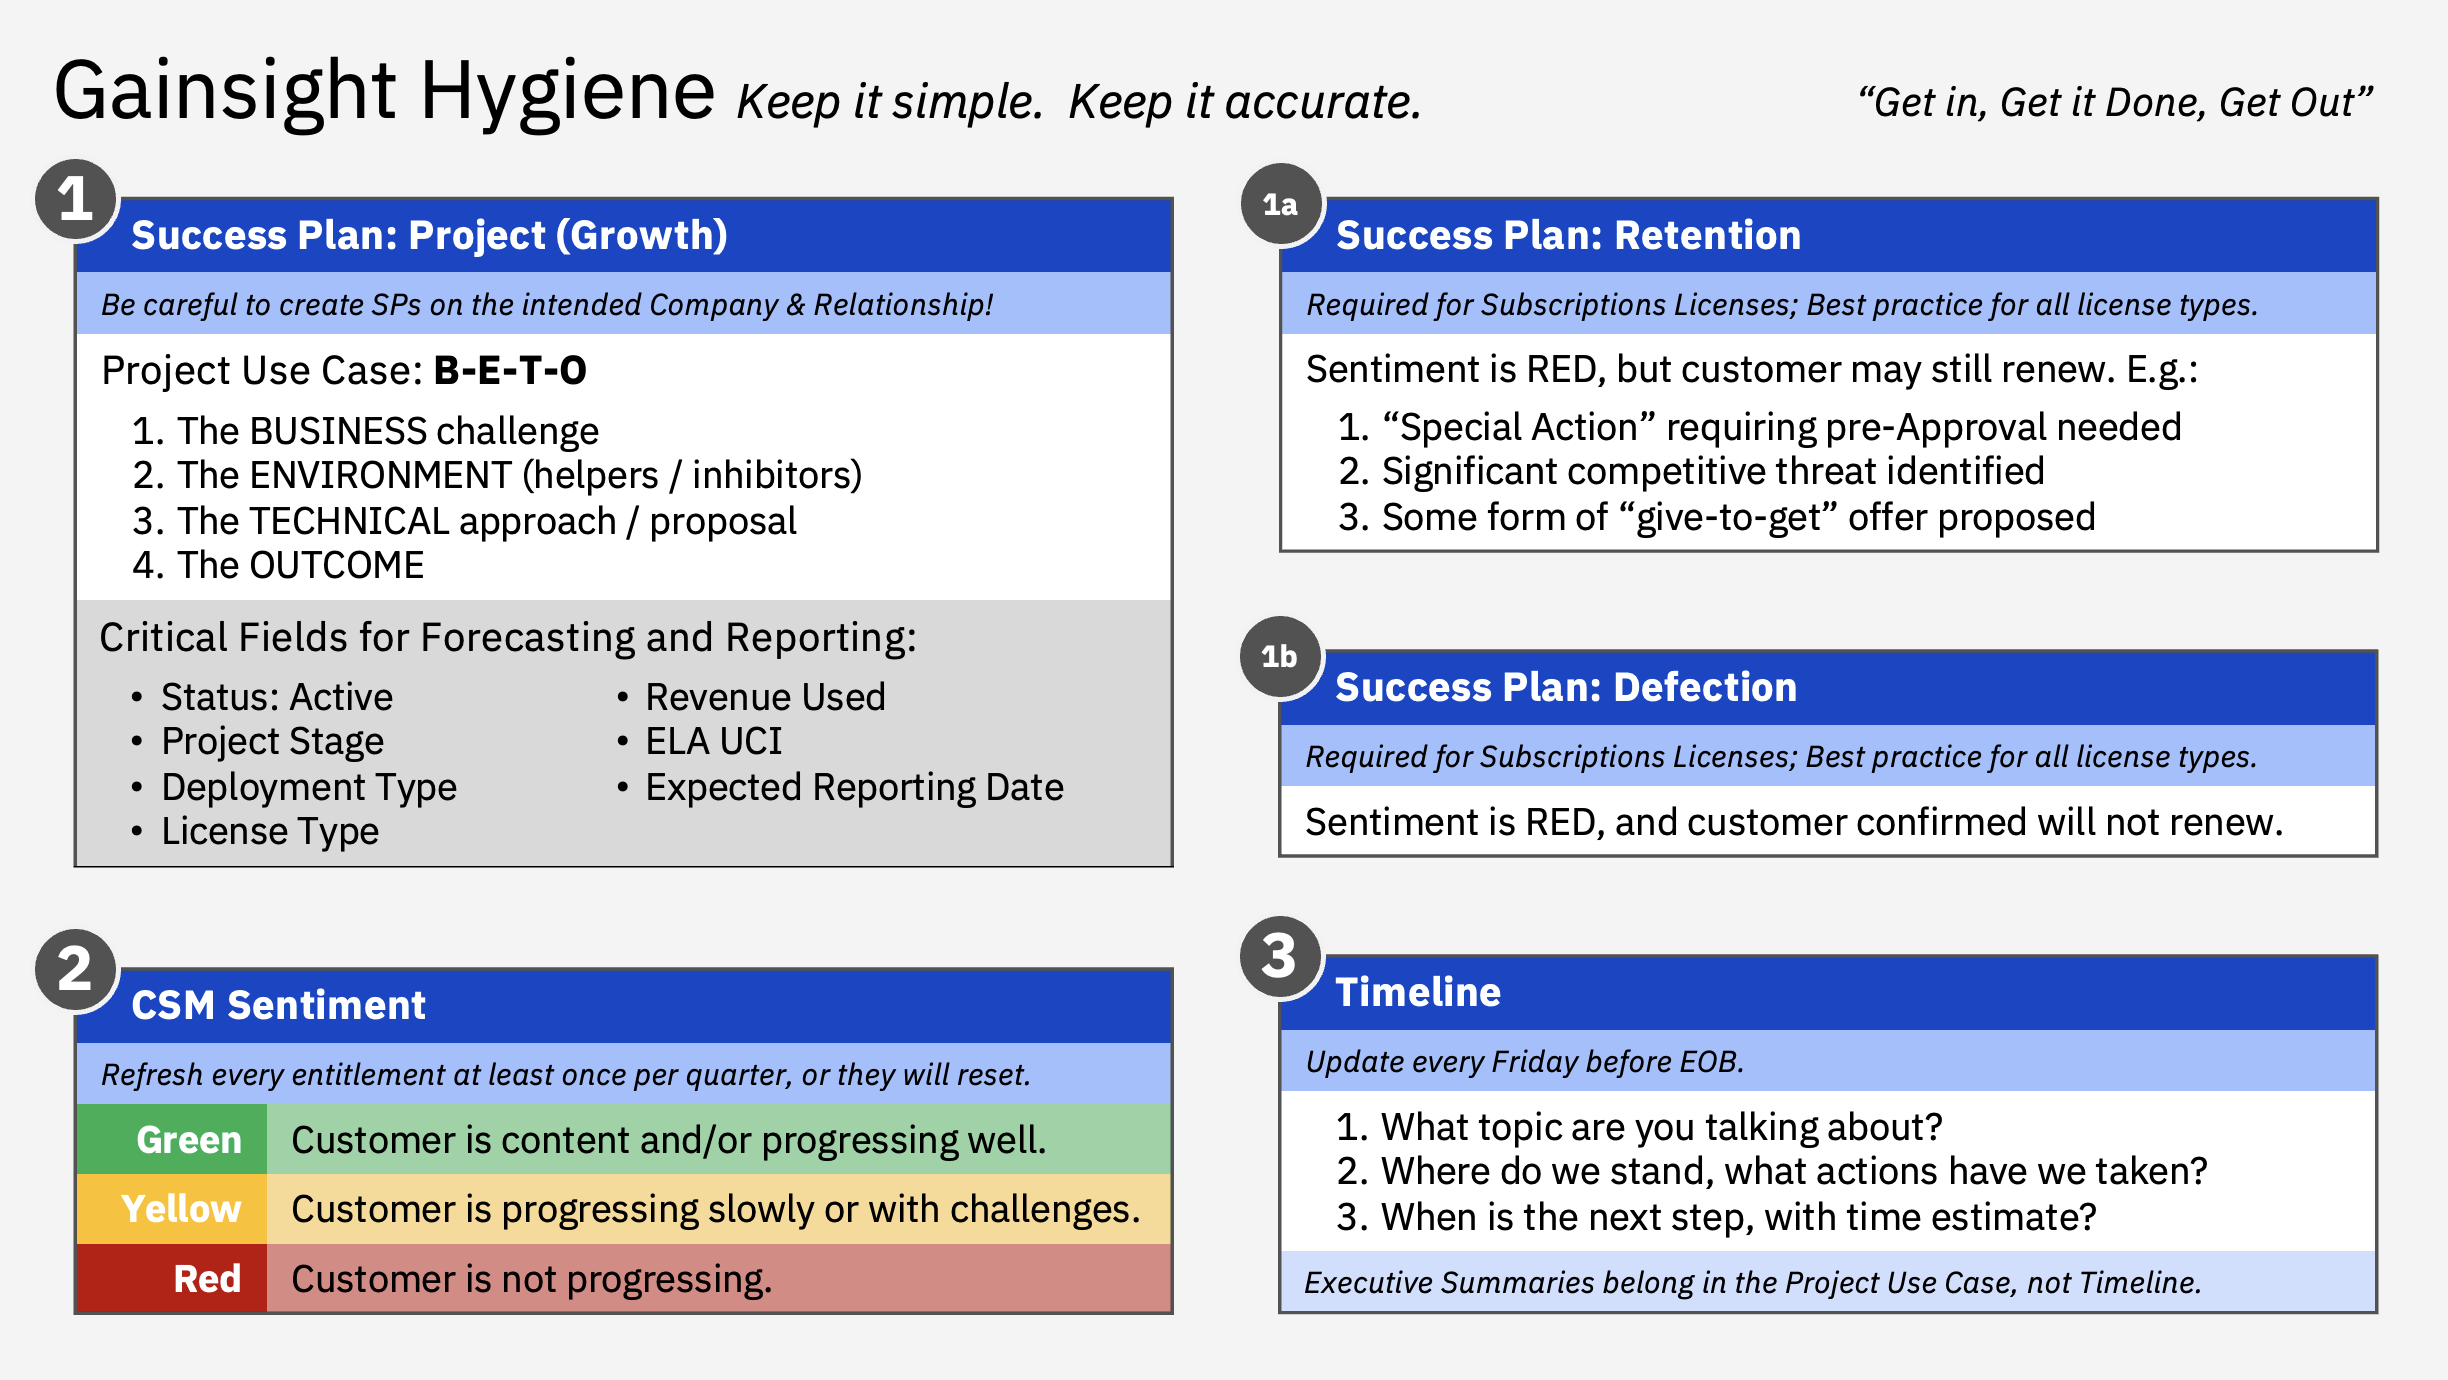 Gainsight Hygiene Keep it simple. Keep it accurate.
“Get in, Get it Done, Get Out”
1
Success Plan: Project (Growth)
Be careful to create SPs on the intended Company & Relationship!
Project Use Case: B-E-T-O
1. The BUSINESS challenge
2. The ENVIRONMENT (helpers / inhibitors)
3. The TECHNICAL approach / proposal
4. The OUTCOME
Critical Fields for Forecasting and Reporting:
• Status: Active
• Project Stage
• Deployment Type
• License Type
• Revenue Used
• ELA UCI
• Expected Reporting Date
1a
Success Plan: Retention
Required for Subscriptions Licenses; Best practice for all license types.
Sentiment is RED, but customer may still renew. E.g.:
1. “Special Action” requiring pre-Approval needed
2. Significant competitive threat identified
3. Some form of “give-to-get” offer proposed
1b
Success Plan: Defection
Required for Subscriptions Licenses; Best practice for all license types.
Sentiment is RED, and customer confirmed will not renew.
2
CSM Sentiment
Refresh every entitlement at least once per quarter, or they will reset.
Green Customer is content and/or progressing well.
Yellow Customer is progressing slowly or with challenges.
Red Customer is not progressing.
3
Timeline
Update every Friday before EOB.
1. What topic are you talking about?
2. Where do we stand, what actions have we taken?
3. When is the next step, with time estimate?
Executive Summaries belong in the Project Use Case, not Timeline.